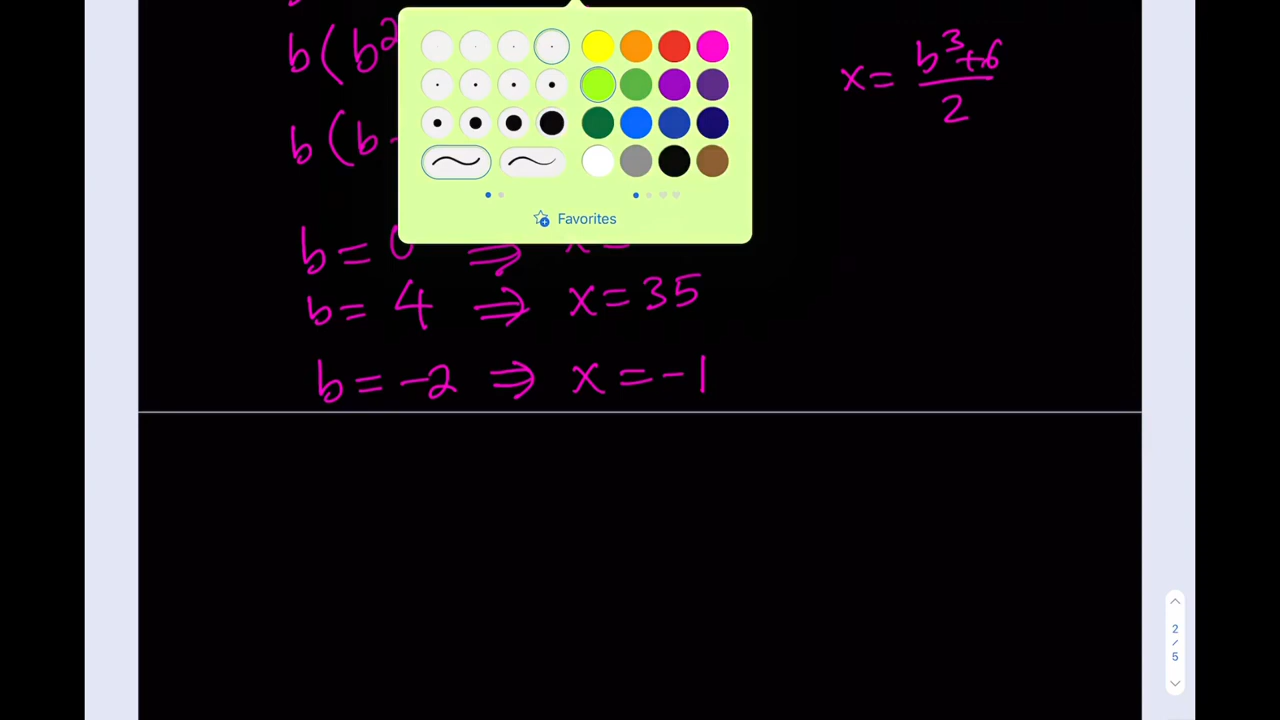 b(b²
x = b³+6 / 2
b(b-
b = 0 ⇒ x =
b = 4 ⇒ x = 35
b = -2 ⇒ x = -1
Favorites
2
/
5